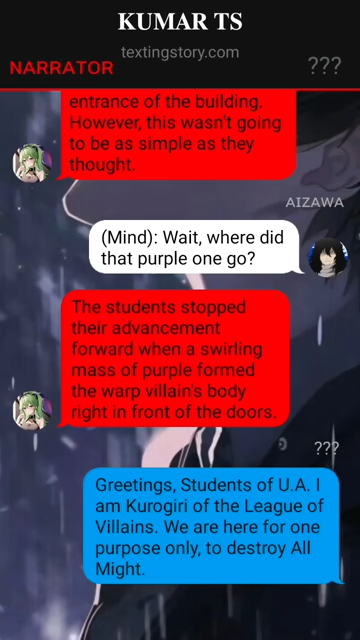 KUMAR TS
textingstory.com
NARRATOR
???
entrance of the building.
However, this wasn't going
to be as simple as they
thought.
AIZAWA
(Mind): Wait, where did
that purple one go?
The students stopped
their advancement
forward when a swirling
mass of purple formed
the warp villain's body
right in front of the doors.
???
Greetings, Students of U.A. I
am Kurogiri of the League of
Villains. We are here for one
purpose only, to destroy All
Might.